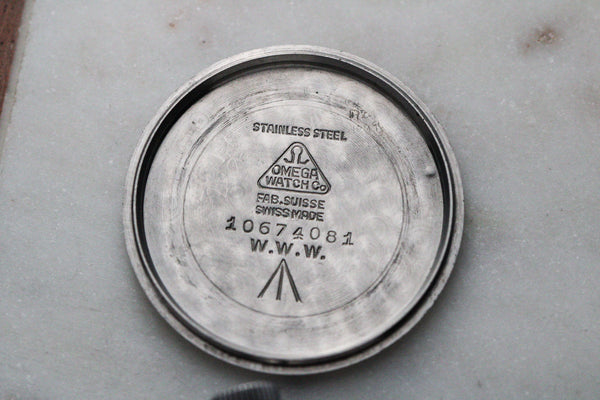 STAINLESS STEEL
Ω
OMEGA
WATCH Co
FAB. SUISSE
SWISS MADE
10674081
W.W.W.